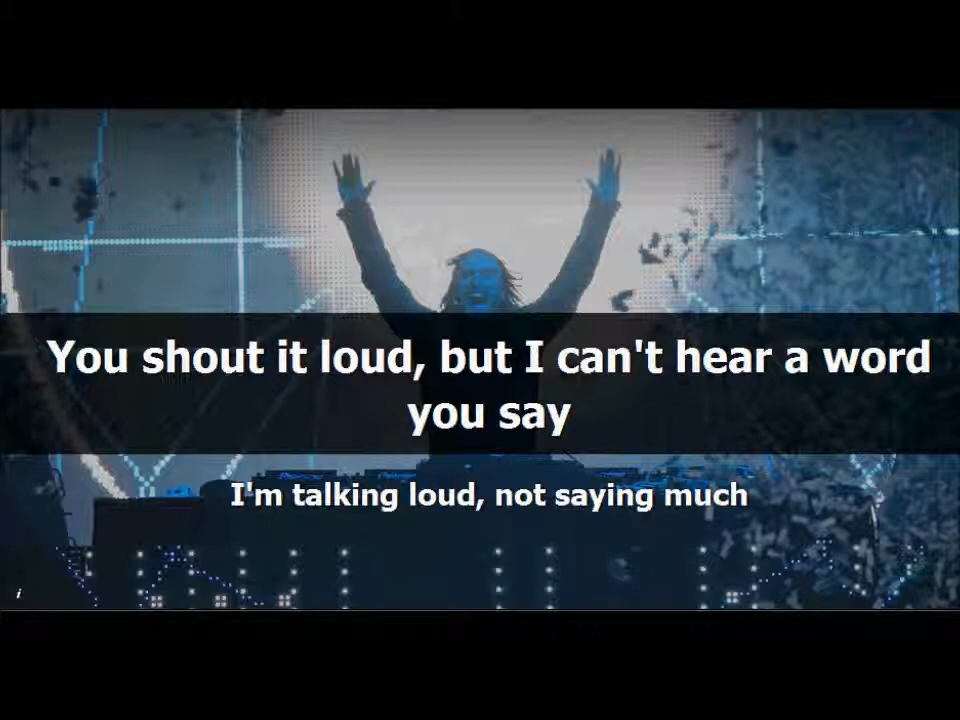 You shout it loud, but I can't hear a word
you say
I'm talking loud, not saying much
i